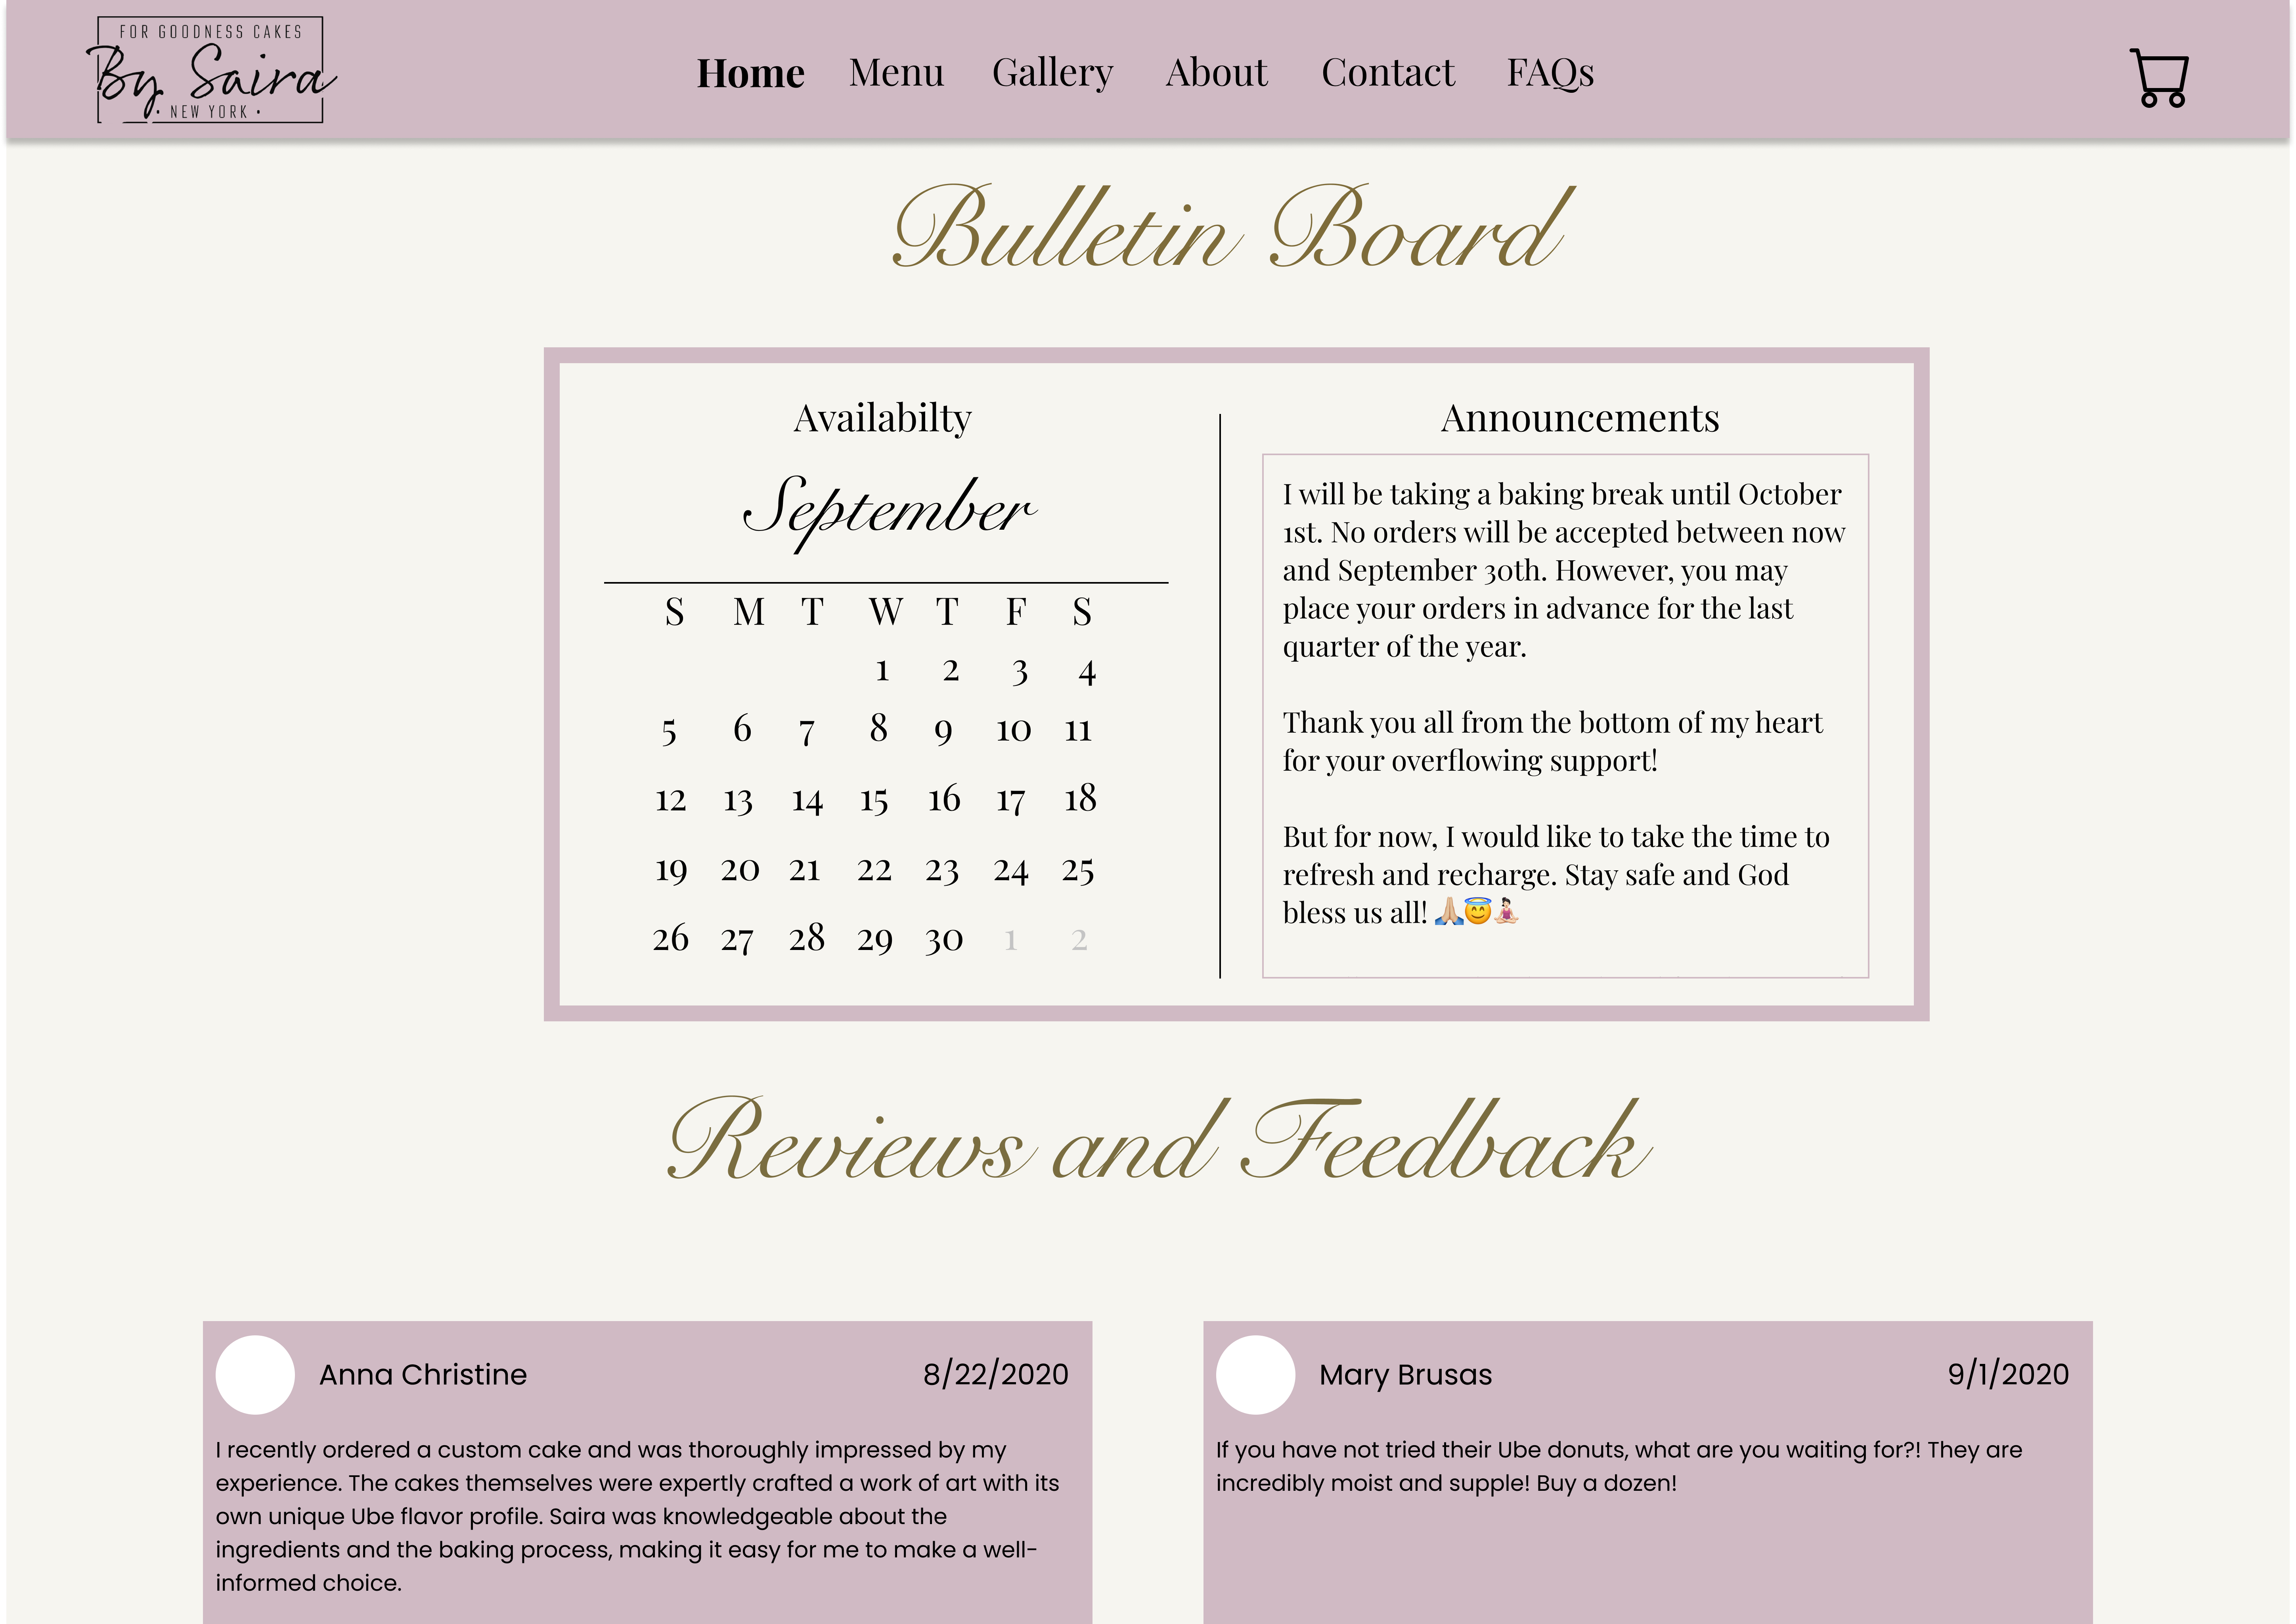 FOR GOODNESS CAKES
By Saira
• NEW YORK •
Home Menu Gallery About Contact FAQs
Bulletin Board
Availabilty
September
S M T W T F S
1 2 3 4
5 6 7 8 9 10 11
12 13 14 15 16 17 18
19 20 21 22 23 24 25
26 27 28 29 30 1 2
Announcements
I will be taking a baking break until October
1st. No orders will be accepted between now
and September 30th. However, you may
place your orders in advance for the last
quarter of the year.
Thank you all from the bottom of my heart
for your overflowing support!
But for now, I would like to take the time to
refresh and recharge. Stay safe and God
bless us all! 🙏🏼😇🧘🏻‍♀️
Reviews and Feedback
Anna Christine 8/22/2020
I recently ordered a custom cake and was thoroughly impressed by my
experience. The cakes themselves were expertly crafted a work of art with its
own unique Ube flavor profile. Saira was knowledgeable about the
ingredients and the baking process, making it easy for me to make a well-
informed choice.
Mary Brusas 9/1/2020
If you have not tried their Ube donuts, what are you waiting for?! They are
incredibly moist and supple! Buy a dozen!